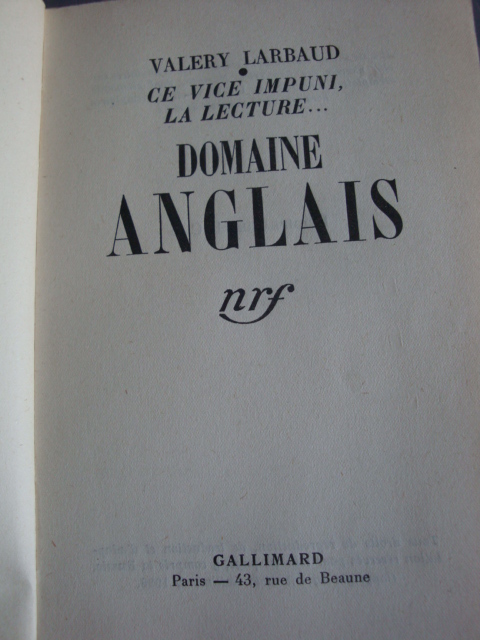 VALERY LARBAUD
CE VICE IMPUNI,
LA LECTURE...
DOMAINE
ANGLAIS
nrf
GALLIMARD
Paris — 43, rue de Beaune